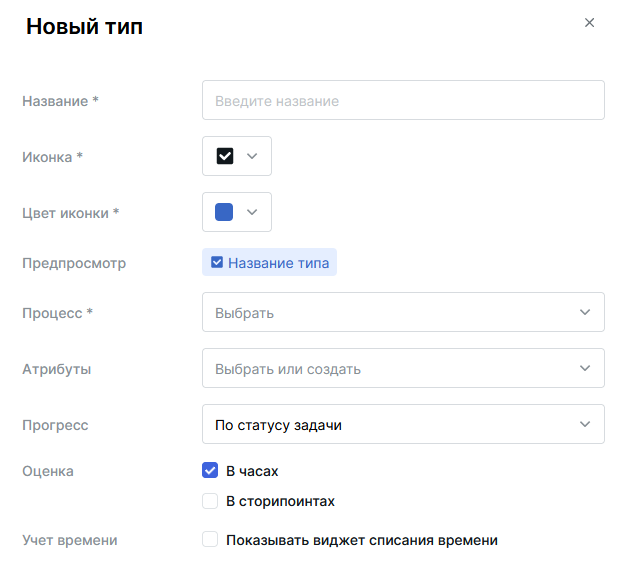 Новый тип
Название *
Введите название
Иконка *
Цвет иконки *
Предпросмотр
Название типа
Процесс *
Выбрать
Атрибуты
Выбрать или создать
Прогресс
По статусу задачи
Оценка
В часах
В сторипоинтах
Учет времени
Показывать виджет списания времени